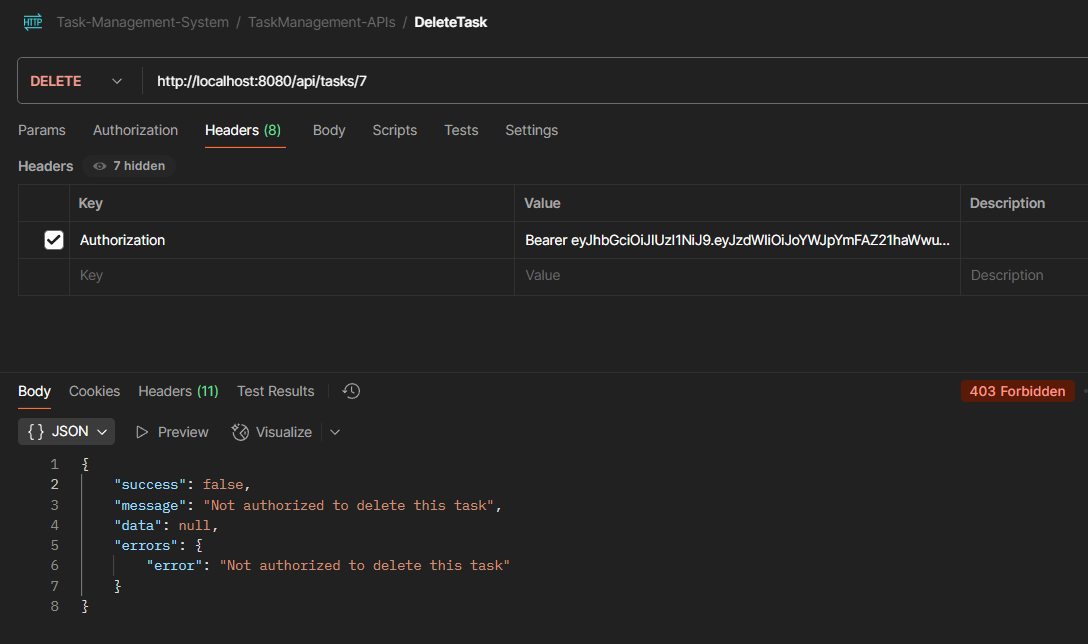 HTTP Task-Management-System / TaskManagement-APIs / DeleteTask
DELETE http://localhost:8080/api/tasks/7
Params Authorization Headers (8) Body Scripts Tests Settings
Headers 7 hidden
Key Value Description
Authorization Bearer eyJhbGciOiJIUzI1NiJ9.eyJzdWIiOiJoYWJpYmFAZ21haWwu...
Key Value Description
Body Cookies Headers (11) Test Results 403 Forbidden
{} JSON Preview Visualize
1 {
2 "success": false,
3 "message": "Not authorized to delete this task",
4 "data": null,
5 "errors": {
6 "error": "Not authorized to delete this task"
7 }
8 }